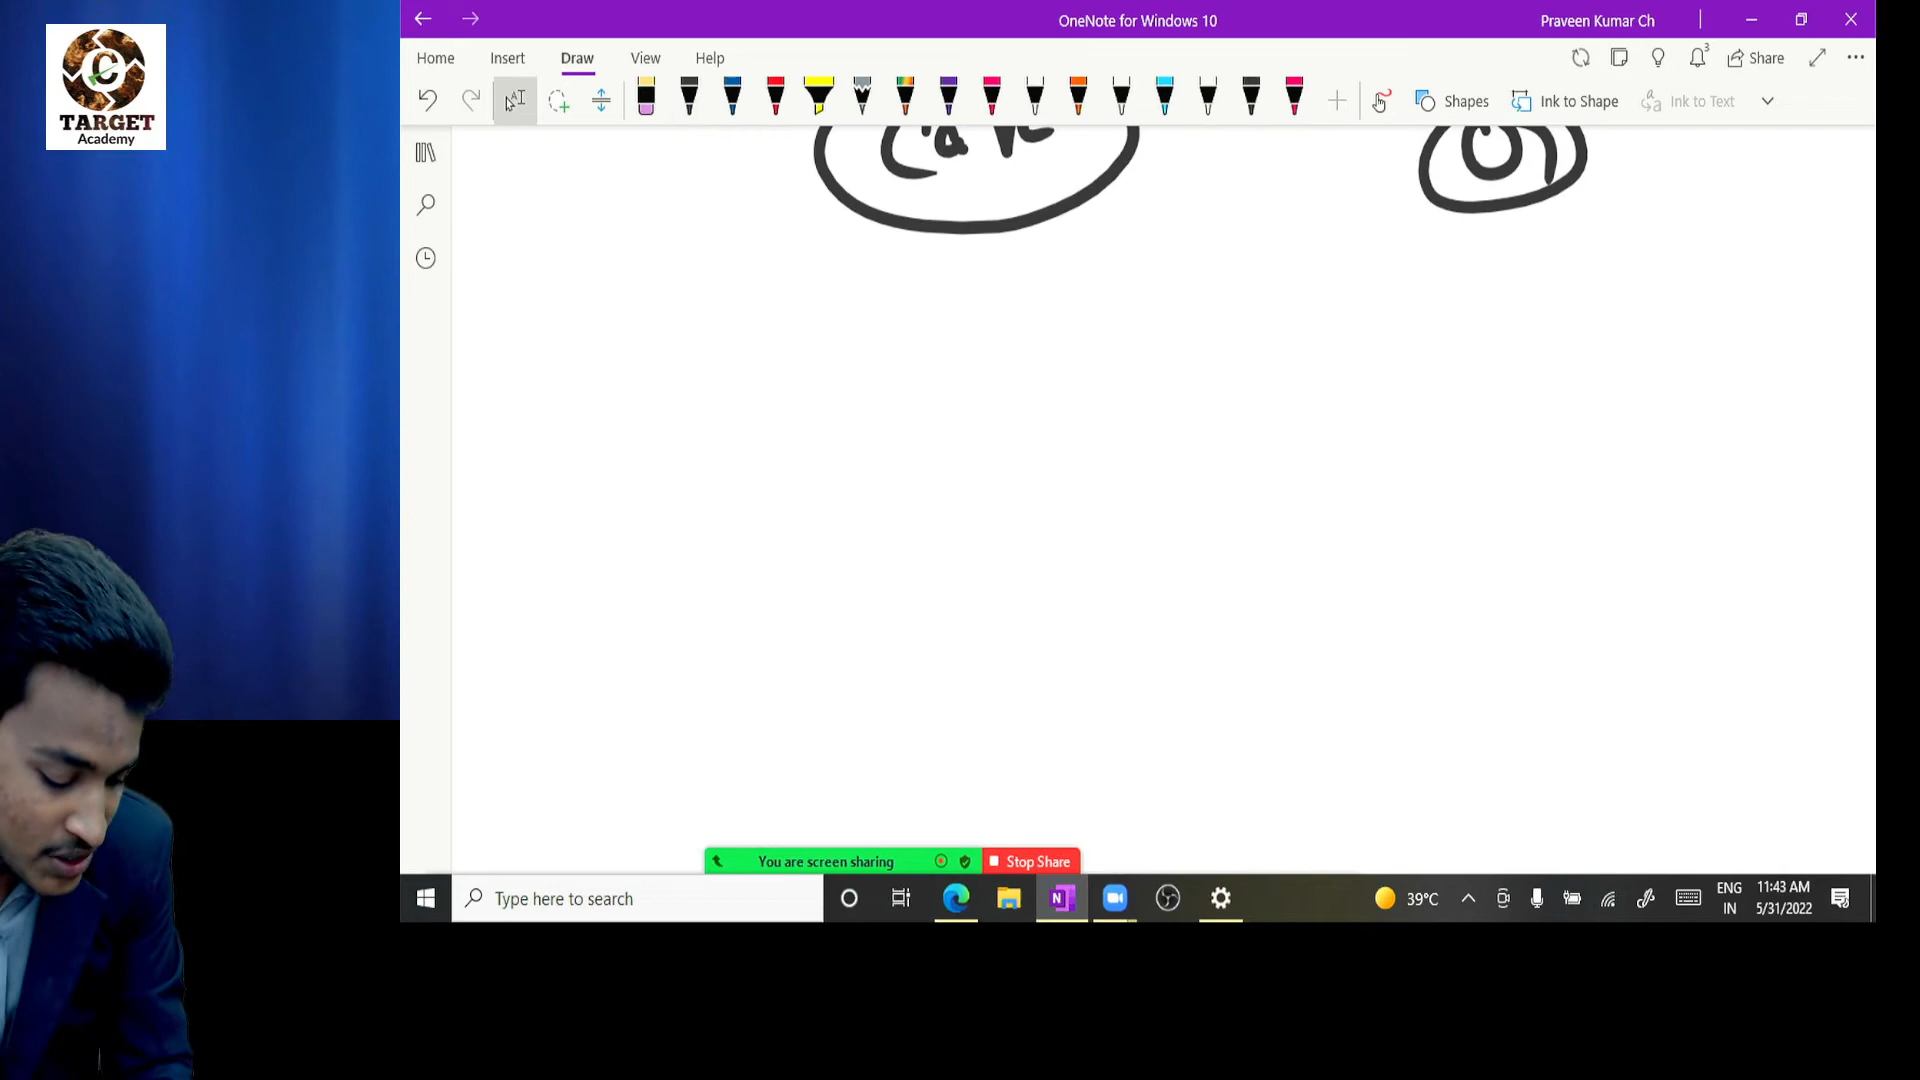 C
TARGET
Academy
OneNote for Windows 10
Praveen Kumar Ch
Home Insert Draw View Help
3
Share
Shapes
Ink to Shape
Ink to Text
You are screen sharing
Stop Share
Type here to search
39°C
ENG
IN
11:43 AM
5/31/2022